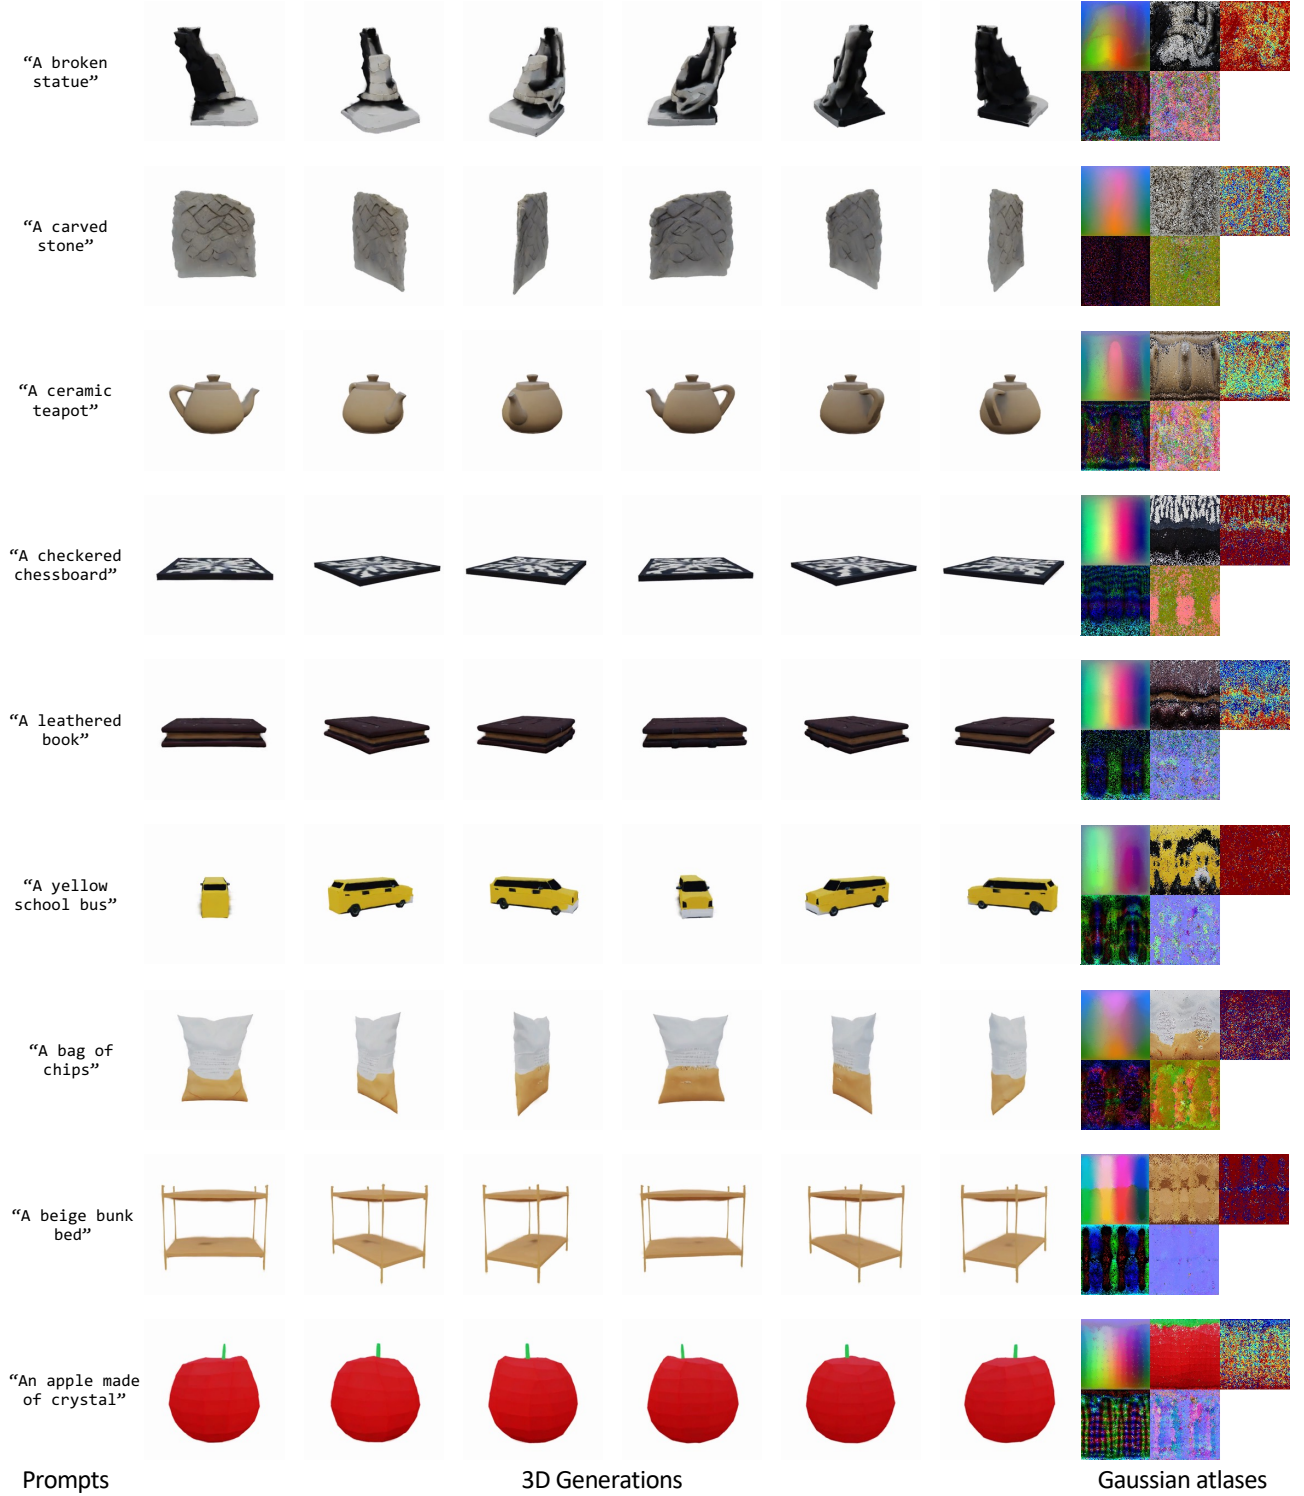 “A broken
statue”
“A carved
stone”
“A ceramic
teapot”
“A checkered
chessboard”
“A leathered
book”
“A yellow
school bus”
“A bag of
chips”
“A beige bunk
bed”
“An apple made
of crystal”
Prompts
3D Generations
Gaussian atlases